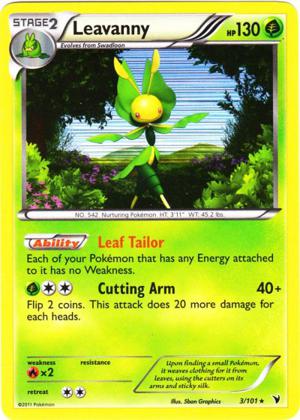 STAGE2
Leavanny
HP130
Evolves from Swadloon
NO. 542 Nurturing Pokémon HT. 3'11" WT. 45.2 lbs.
Ability Leaf Tailor
Each of your Pokémon that has any Energy attached
to it has no Weakness.
Cutting Arm 40+
Flip 2 coins. This attack does 20 more damage for
each heads.
weakness resistance
×2
retreat
Upon finding a small Pokémon,
it weaves clothing for it from
leaves, using the cutters on its
arms and sticky silk.
©2011 Pokémon
Illus. 5ban Graphics
3/101 ★